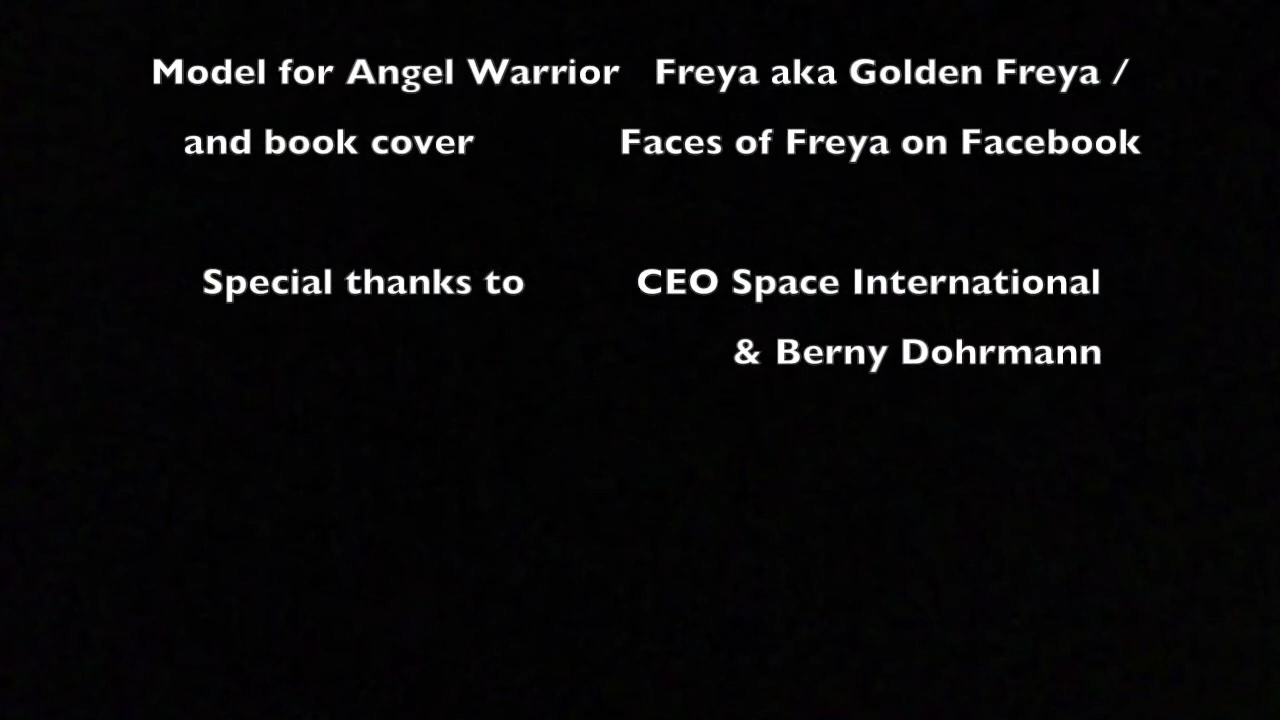 Model for Angel Warrior Freya aka Golden Freya /
and book cover Faces of Freya on Facebook
Special thanks to CEO Space International
& Berny Dohrmann